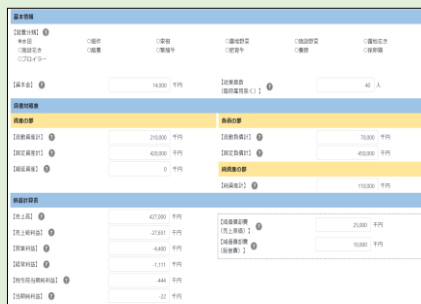 基本情報
【営農分類】
水田 畑作 果樹 露地野菜 施設野菜 露地花き
施設花き 酪農 繁殖牛 肥育牛 養豚 採卵鶏
ブロイラー
【資本金】 14,000 千円
【従業員数
(臨時雇用除く)】 40 人
貸借対照表
資産の部 負債の部
【流動資産計】 210,000 千円 【流動負債計】 70,000 千円
【固定資産計】 420,000 千円 【固定負債計】 450,000 千円
【繰延資産】 0 千円
純資産の部
【純資産計】 110,000 千円
損益計算書
【売上高】 427,000 千円
【売上総利益】 -27,651 千円
【営業利益】 -4,400 千円
【経常利益】 -1,111 千円
【税引前当期純利益】 -444 千円
【当期純利益】 -22 千円
【減価償却費
(売上原価)】 25,000 千円
【減価償却費
(販管費)】 10,000 千円